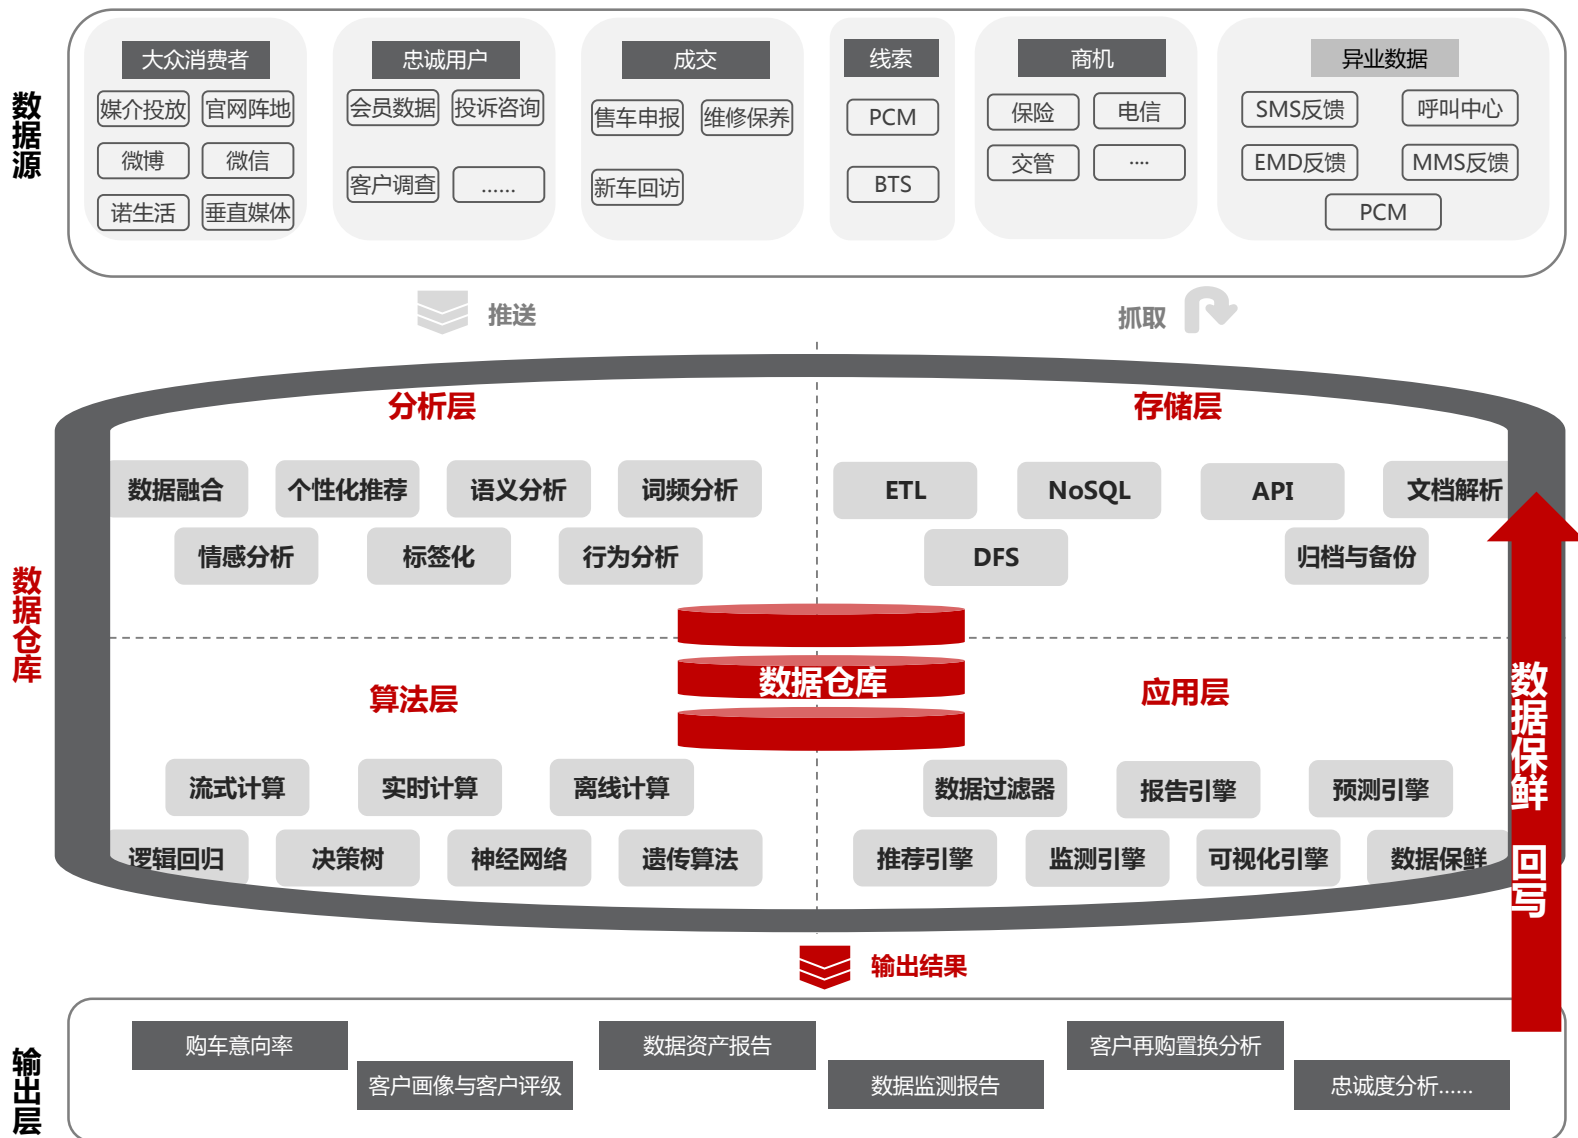 数据源
大众消费者
媒介投放 官网阵地
微博 微信
诺生活 垂直媒体
忠诚用户
会员数据 投诉咨询
客户调查 ……
成交
售车申报 维修保养
新车回访
线索
PCM
BTS
商机
保险 电信
交管 ....
异业数据
SMS反馈 呼叫中心
EMD反馈 MMS反馈
PCM
推送
抓取
数据仓库
分析层
数据融合 个性化推荐 语义分析 词频分析
情感分析 标签化 行为分析
存储层
ETL NoSQL API 文档解析
DFS 归档与备份
数据仓库
算法层
流式计算 实时计算 离线计算
逻辑回归 决策树 神经网络 遗传算法
应用层
数据过滤器 报告引擎 预测引擎
推荐引擎 监测引擎 可视化引擎 数据保鲜
数据保鲜 回写
输出结果
输出层
购车意向率 数据资产报告 客户再购置换分析
客户画像与客户评级 数据监测报告 忠诚度分析……